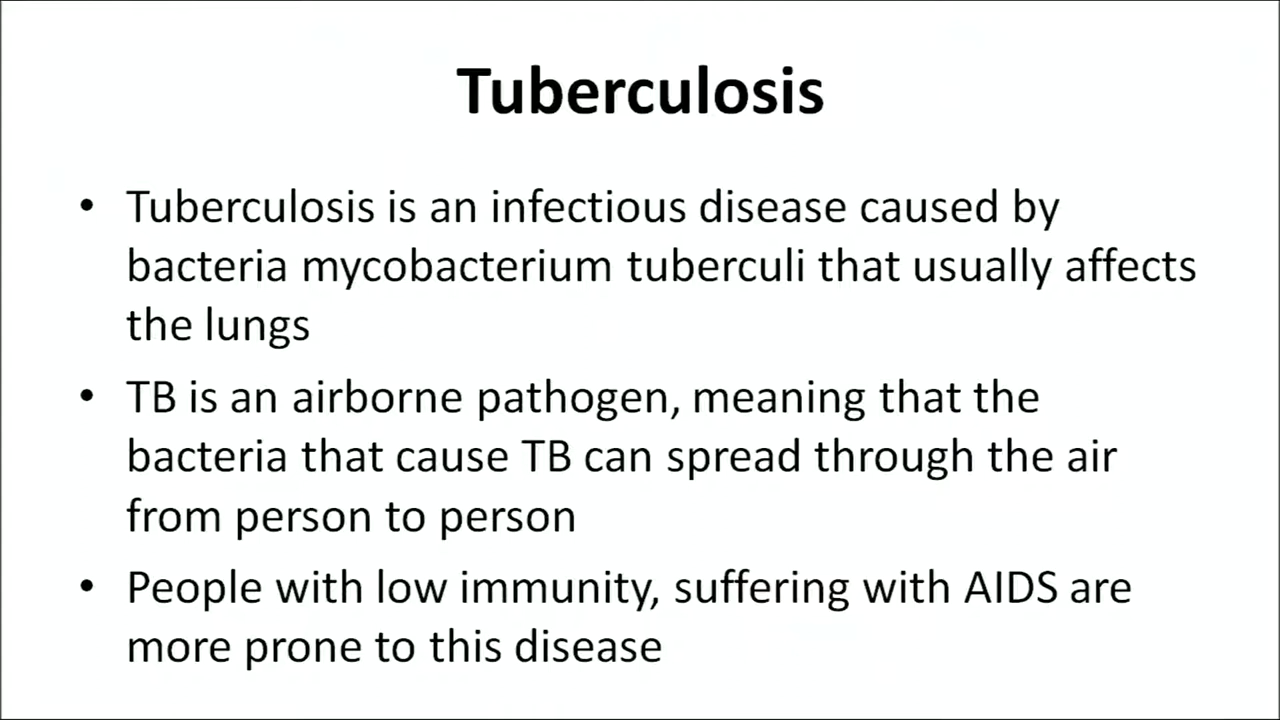 Tuberculosis
• Tuberculosis is an infectious disease caused by
bacteria mycobacterium tuberculi that usually affects
the lungs
• TB is an airborne pathogen, meaning that the
bacteria that cause TB can spread through the air
from person to person
• People with low immunity, suffering with AIDS are
more prone to this disease